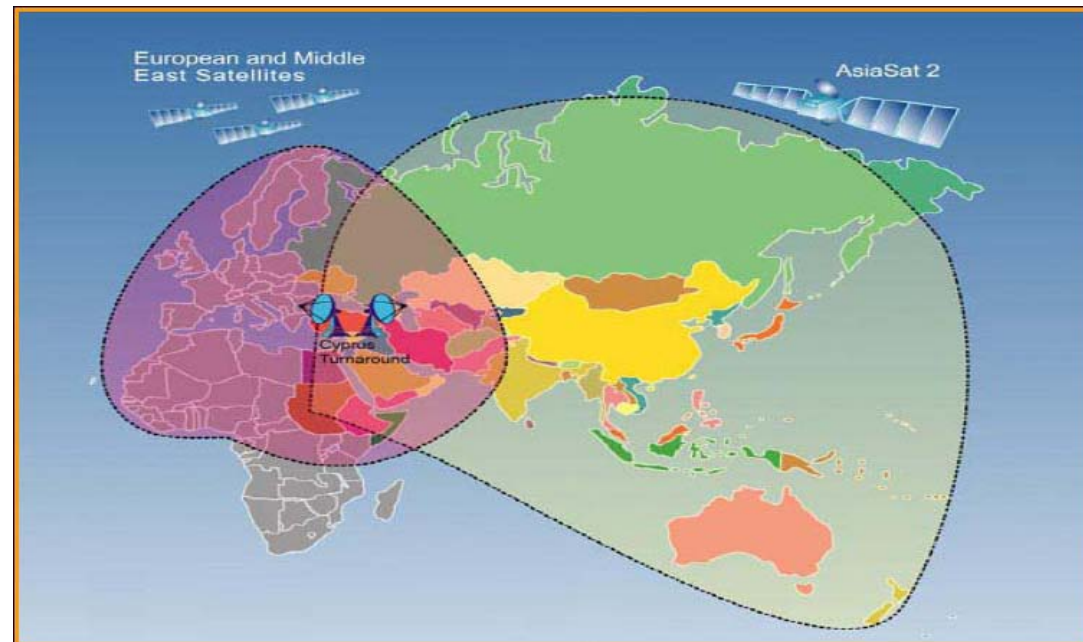 European and Middle
East Satellites
AsiaSat 2
Cyprus
Turnaround